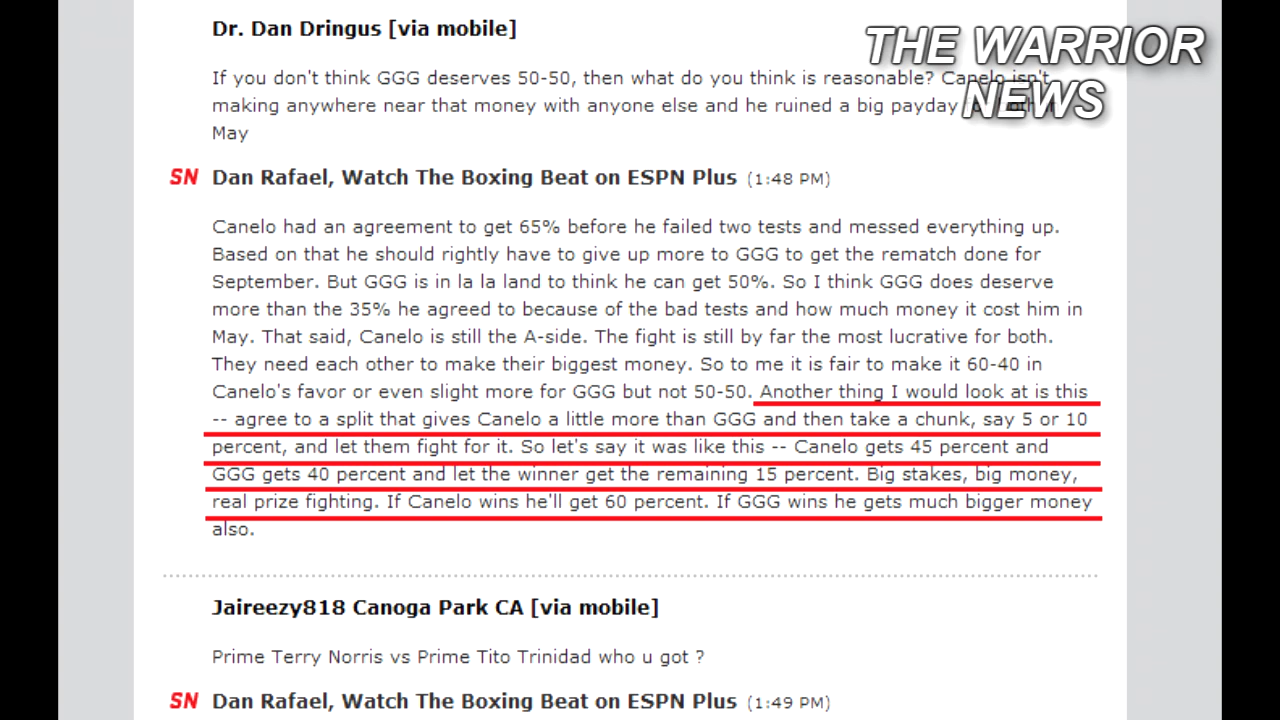 Dr. Dan Dringus [via mobile]
THE WARRIOR
NEWS
If you don't think GGG deserves 50-50, then what do you think is reasonable? Canelo isn't
making anywhere near that money with anyone else and he ruined a big payday
May
SN Dan Rafael, Watch The Boxing Beat on ESPN Plus (1:48 PM)
Canelo had an agreement to get 65% before he failed two tests and messed everything up.
Based on that he should rightly have to give up more to GGG to get the rematch done for
September. But GGG is in la la land to think he can get 50%. So I think GGG does deserve
more than the 35% he agreed to because of the bad tests and how much money it cost him in
May. That said, Canelo is still the A-side. The fight is still by far the most lucrative for both.
They need each other to make their biggest money. So to me it is fair to make it 60-40 in
Canelo's favor or even slight more for GGG but not 50-50. Another thing I would look at is this
-- agree to a split that gives Canelo a little more than GGG and then take a chunk, say 5 or 10
percent, and let them fight for it. So let's say it was like this -- Canelo gets 45 percent and
GGG gets 40 percent and let the winner get the remaining 15 percent. Big stakes, big money,
real prize fighting. If Canelo wins he'll get 60 percent. If GGG wins he gets much bigger money
also.
Jaireezy818 Canoga Park CA [via mobile]
Prime Terry Norris vs Prime Tito Trinidad who u got ?
SN Dan Rafael, Watch The Boxing Beat on ESPN Plus (1:49 PM)